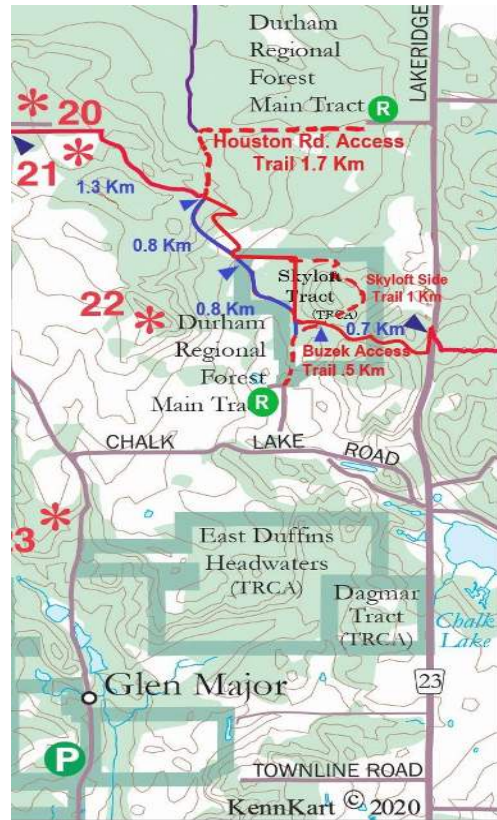 Durham
Regional
Forest
Main Tract
R
LAKERIDGE
20
21
Houston Rd. Access
Trail 1.7 Km
1.3 Km
0.8 Km
Skyloft
Tract
(TRCA)
Skyloft Side
Trail 1 Km
0.8 Km
22
0.7 Km
Durham
Regional
Forest
Main Tract
Buzek Access
Trail .5 Km
R
CHALK LAKE ROAD
3
East Duffins
Headwaters
(TRCA)
Dagmar
Tract
(TRCA)
Chalk
Lake
Glen Major
23
P
TOWNLINE ROAD
KennKart © 2020